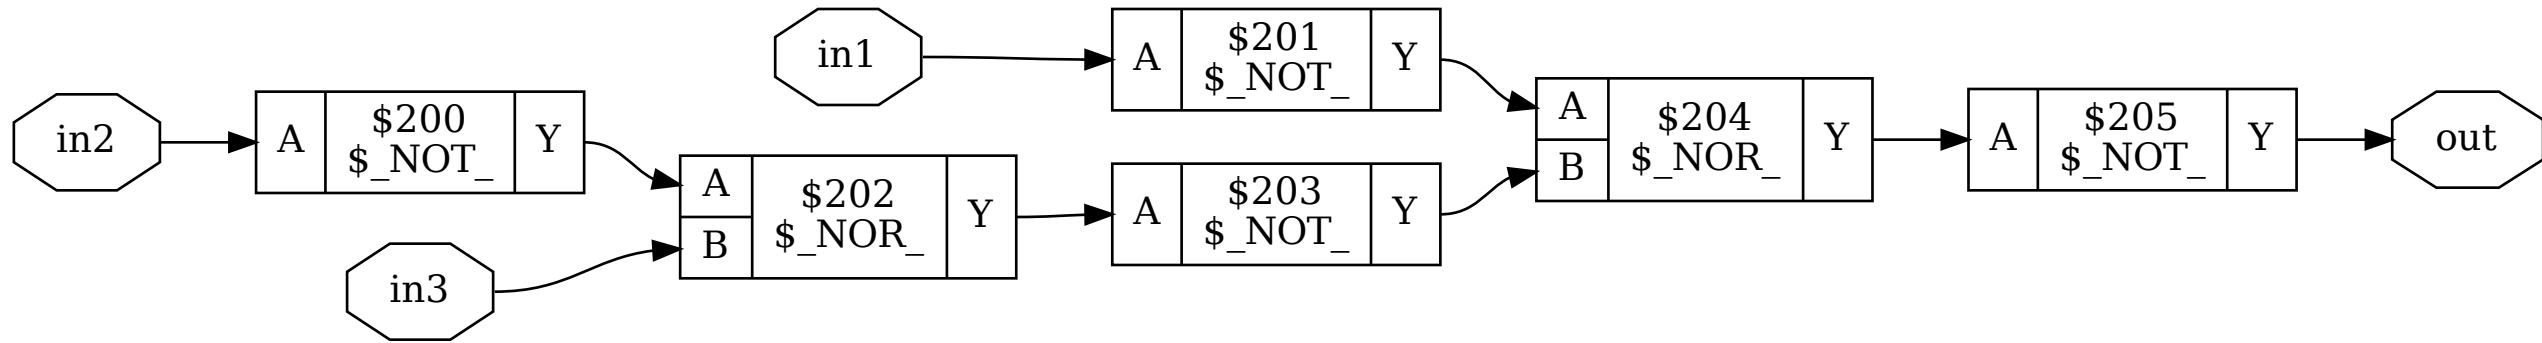 in2
A
$200
$_NOT_
Y
in3
A
B
$202
$_NOR_
Y
in1
A
$201
$_NOT_
Y
A
$203
$_NOT_
Y
A
B
$204
$_NOR_
Y
A
$205
$_NOT_
Y
out